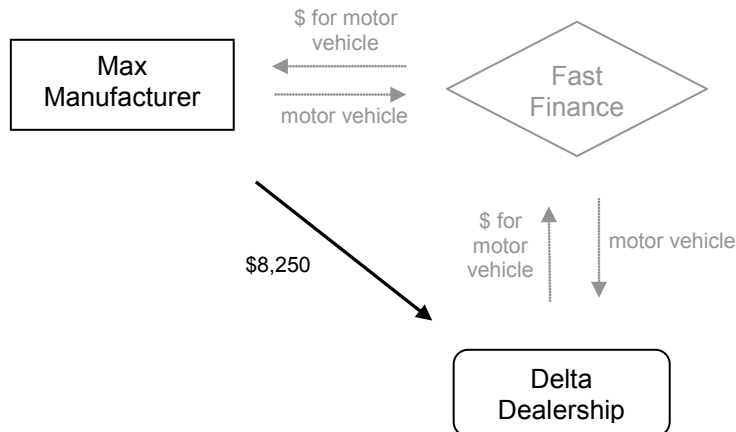 $ for motor
vehicle
Max
Manufacturer
motor vehicle
Fast
Finance
$8,250
$ for
motor
vehicle
motor vehicle
Delta
Dealership